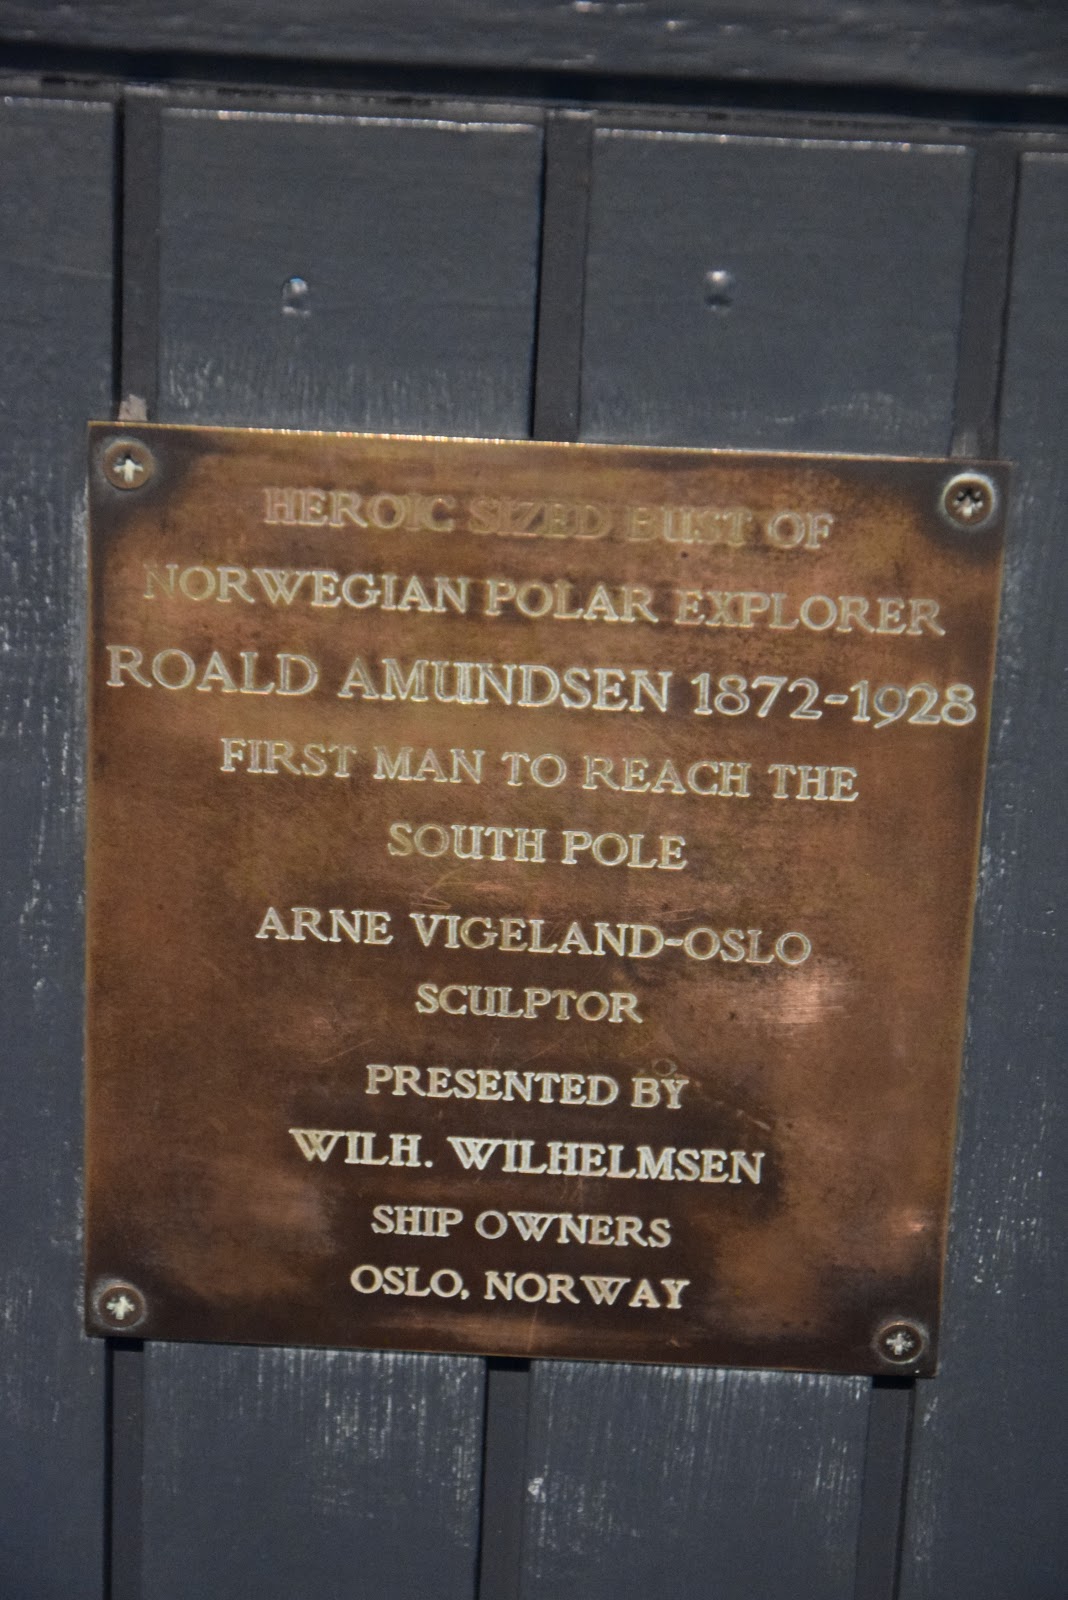 HEROIC SIZED BUST OF
NORWEGIAN POLAR EXPLORER
ROALD AMUNDSEN 1872-1928
FIRST MAN TO REACH THE
SOUTH POLE
ARNE VIGELAND-OSLO
SCULPTOR
PRESENTED BY
WILH. WILHELMSEN
SHIP OWNERS
OSLO, NORWAY